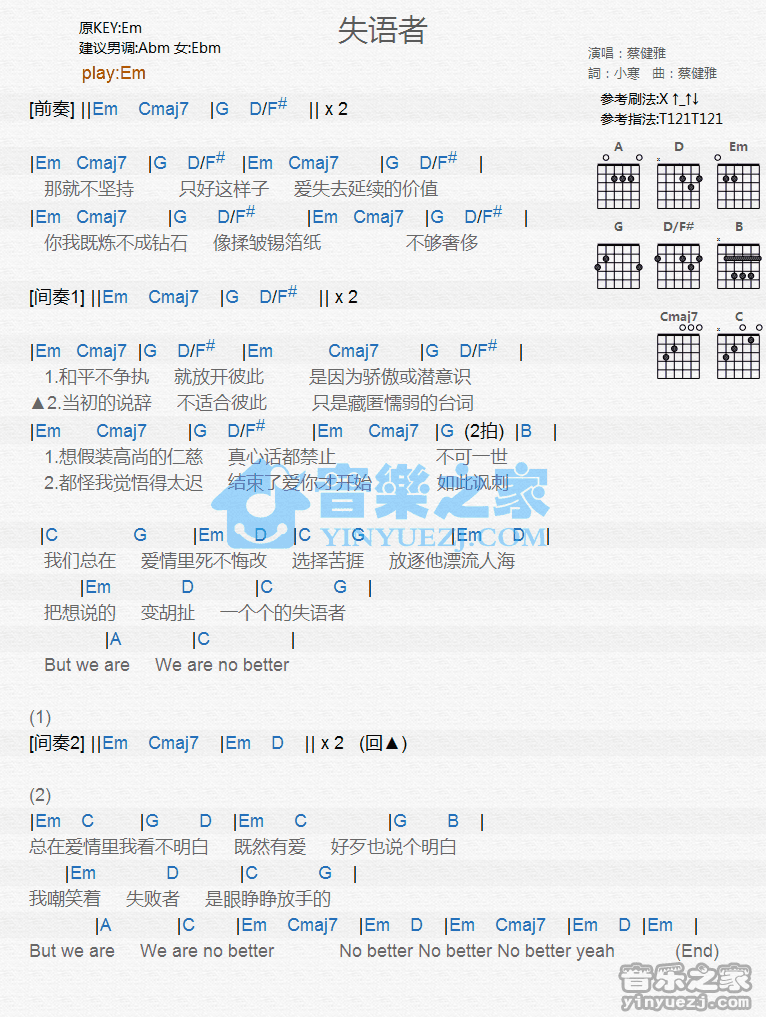 原KEY:Em
建议男调:Abm 女:Ebm
play:Em
失语者
演唱：蔡健雅
詞：小寒 曲：蔡健雅
参考刷法:X↑_↑↓
参考指法:T121T121
A D Em
G D/F# B
Cmaj7 C
[前奏] ||Em Cmaj7 |G D/F# || x 2
|Em Cmaj7 |G D/F# |Em Cmaj7 |G D/F# |
那就不坚持 只好这样子 爱失去延续的价值
|Em Cmaj7 |G D/F# |Em Cmaj7 |G D/F# |
你我既炼不成钻石 像揉皱锡箔纸 不够奢侈
[间奏1] ||Em Cmaj7 |G D/F# || x 2
|Em Cmaj7 |G D/F# |Em Cmaj7 |G D/F# |
1.和平不争执 就放开彼此 是因为骄傲或潜意识
▲2.当初的说辞 不适合彼此 只是藏匿懦弱的台词
|Em Cmaj7 |G D/F# |Em Cmaj7 |G (2拍) |B |
1.想假装高尚的仁慈 真心话都禁止 不可一世
2.都怪我觉悟得太迟 结束了爱你才开始 如此讽刺
音樂之家
YINYUEZJ.COM
|C G |Em D |C G |Em D |
我们总在 爱情里死不悔改 选择苦捱 放逐他漂流人海
|Em D |C G |
把想说的 变胡扯 一个个的失语者
|A |C |
But we are We are no better
(1)
[间奏2] ||Em Cmaj7 |Em D || x 2 (回▲)
(2)
|Em C |G D |Em C |G B |
总在爱情里我看不明白 既然有爱 好歹也说个明白
|Em D |C G |
我嘲笑着 失败者 是眼睁睁放手的
|A |C |Em Cmaj7 |Em D |Em Cmaj7 |Em D |Em |
But we are We are no better No better No better No better yeah (End)
音乐之家
yinyuezj.com